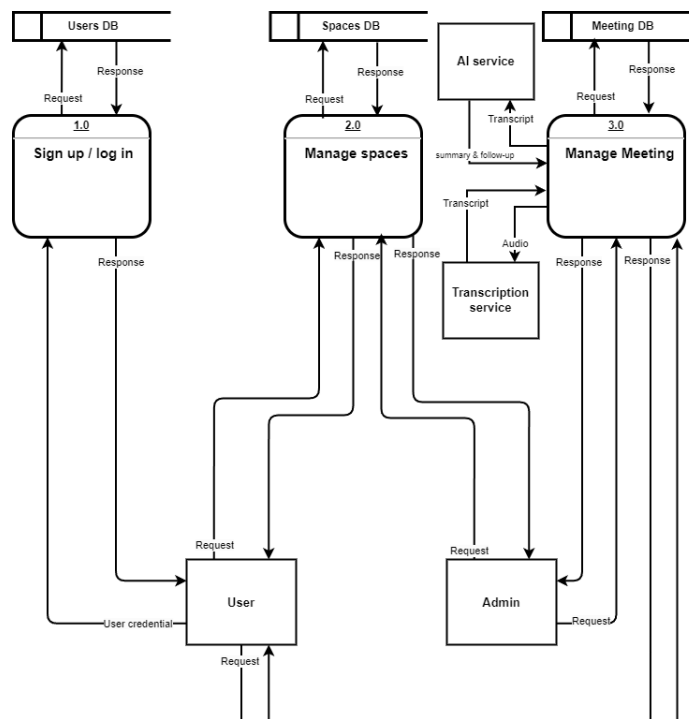 Users DB
Spaces DB
Meeting DB
AI service
Request
Response
Request
Response
Request
Response
1.0
Sign up / log in
2.0
Manage spaces
3.0
Manage Meeting
Transcript
summary & follow-up
Transcript
Audio
Transcription
service
Response
Response
Response
Response
Response
Request
Request
User
Admin
User credential
Request
Request